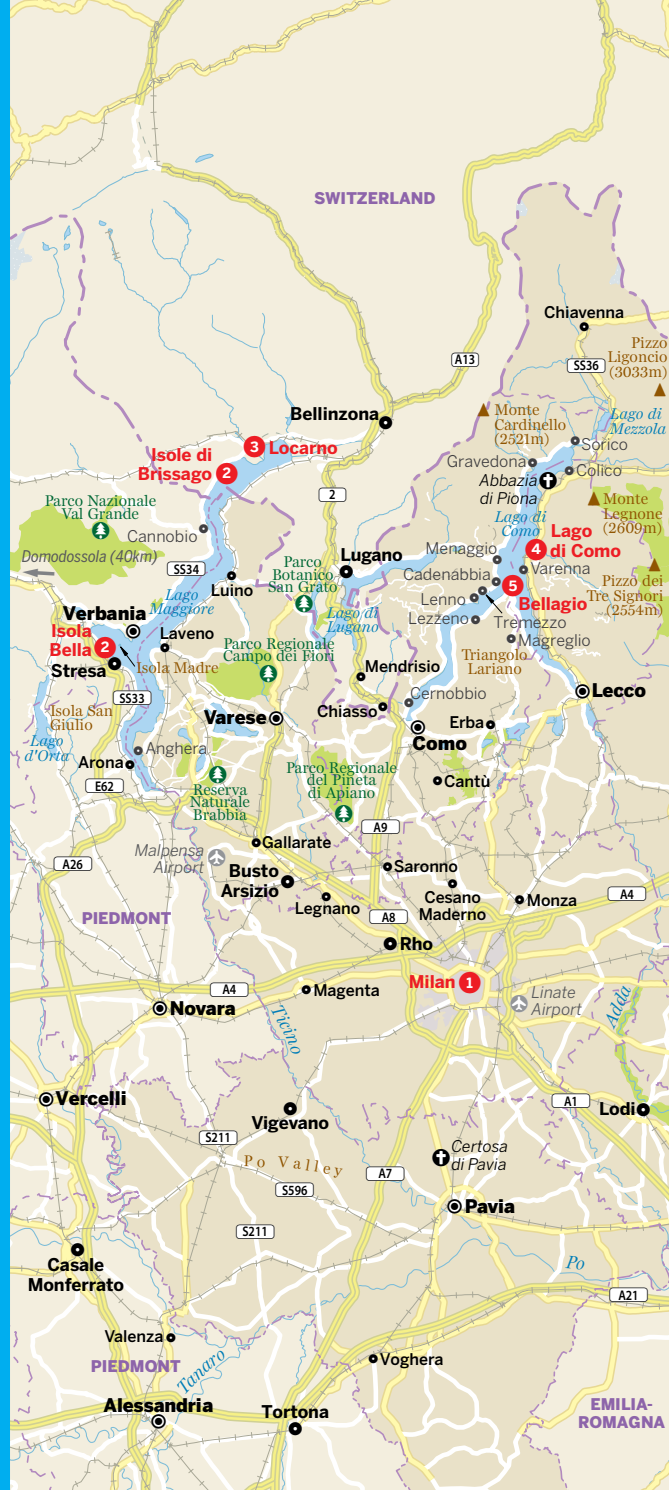 SWITZERLAND
Chiavenna
Pizzo
Ligoncio
(3033m)
SS36
A13
Bellinzona
Monte
Cardinello
(2521m)
Lago di
Mezzola
3 Locarno
Isole di
Brissago 2
Sorico
Gravedona
Colico
Abbazia
di Piona
2
Parco Nazionale
Val Grande
Monte
Legnone
(2609m)
Lago di
Como
Cannobio
Domodossola (40km)
Lago
4 di Como
Lugano
Menaggio
SS34
Parco
Botanico
San Grato
Varenna
Cadenabbia
Pizzo dei
Tre Signori
(2554m)
Luino
Lago
Maggiore
5
Bellagio
Lenno
Verbania
Lago di
Lugano
Lezzeno
Tremezzo
Isola
Bella 2
Laveno
Magreglio
Parco Regionale
Campo dei Fiori
Triangolo
Lariano
Stresa
Isola Madre
Mendrisio
SS33
Cernobbio
Lecco
Isola San
Giulio
Varese
Chiasso
Erba
Lago
d'Orta
Como
Anghera
Arona
Parco Regionale
del Pineta
di Apiano
Cantù
E62
Reserva
Naturale
Brabbia
A9
Gallarate
Malpensa
Airport
A26
Saronno
Busto
Arsizio
Cesano
Maderno
A4
Monza
Legnano
PIEDMONT
A8
Rho
Milan 1
A4
Magenta
Linate
Airport
Novara
Adda
Ticino
Vercelli
A1
Lodi
Vigevano
S211
Certosa
di Pavia
Po Valley
A7
S596
Pavia
S211
Casale
Monferrato
Po
A21
Valenza
PIEDMONT
Voghera
Tanaro
Alessandria
Tortona
EMILIA-
ROMAGNA